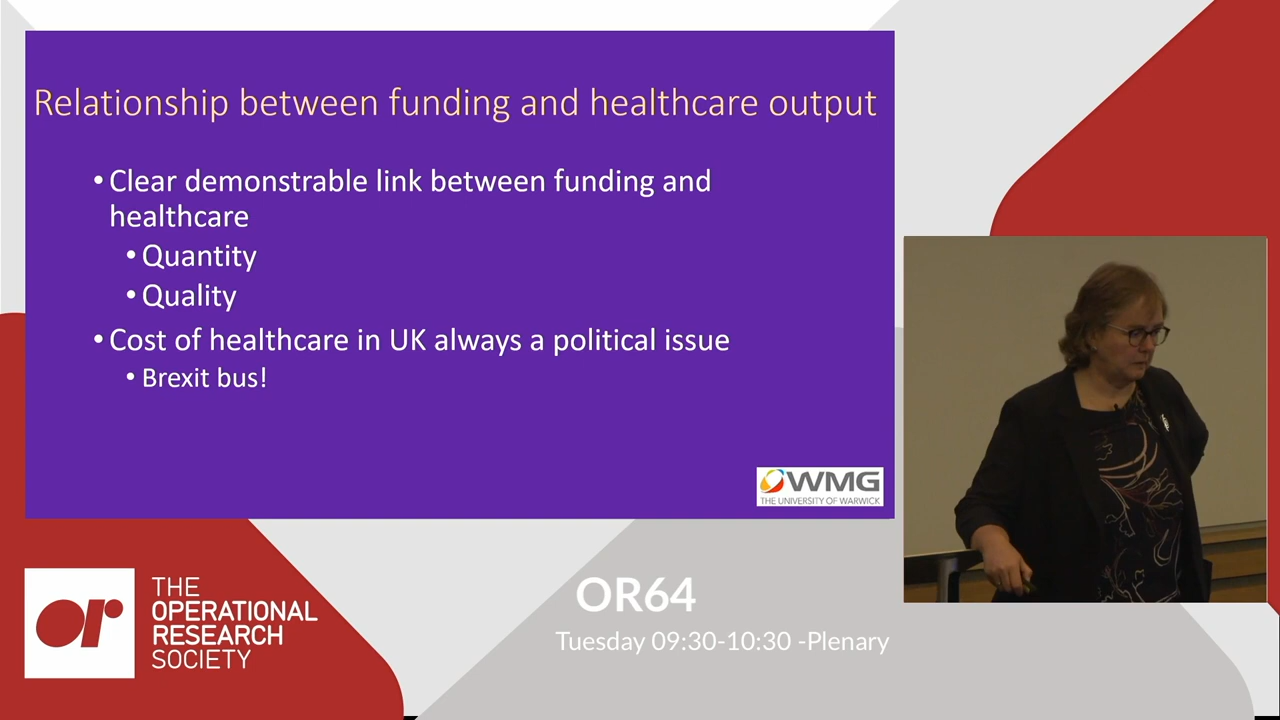 Relationship between funding and healthcare output
• Clear demonstrable link between funding and
healthcare
• Quantity
• Quality
• Cost of healthcare in UK always a political issue
• Brexit bus!
WMG
THE UNIVERSITY OF WARWICK
or
THE
OPERATIONAL
RESEARCH
SOCIETY
OR64
Tuesday 09:30-10:30 -Plenary